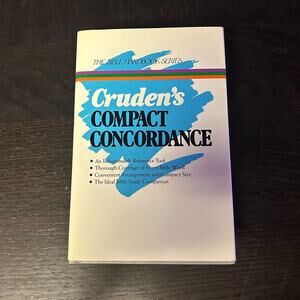 THE BIBLE HANDBOOK SERIES
Cruden's
COMPACT
CONCORDANCE
• An Indispensable Reference Tool
• Thorough Coverage of Every Bible Word
• Convenient Arrangement and Compact Size
• The Ideal Bible Study Companion